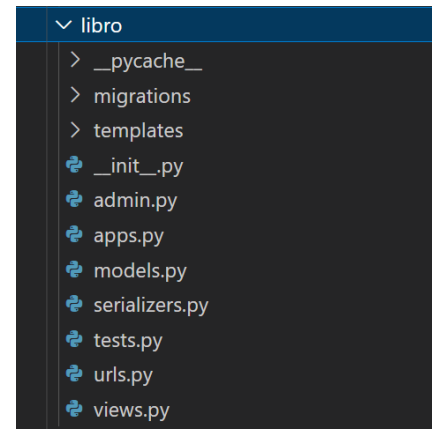 libro
__pycache__
migrations
templates
__init__.py
admin.py
apps.py
models.py
serializers.py
tests.py
urls.py
views.py